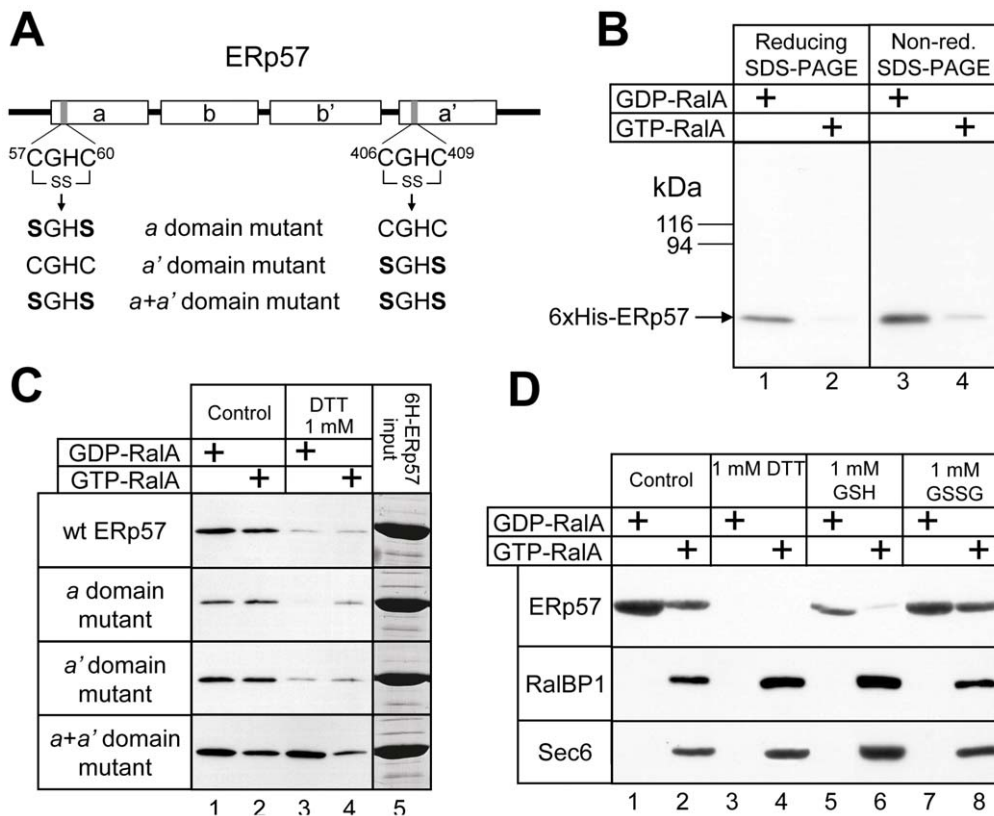 A
ERp57
a b b' a'
57CGHC60 406CGHC409
SS SS
SGHS a domain mutant CGHC
CGHC a' domain mutant SGHS
SGHS a+a' domain mutant SGHS
B
Reducing SDS-PAGE Non-red. SDS-PAGE
GDP-RalA + +
GTP-RalA + +
kDa
116
94
6xHis-ERp57
1 2 3 4
C
Control DTT 1 mM 6H-ERp57 input
GDP-RalA + +
GTP-RalA + +
wt ERp57
a domain mutant
a' domain mutant
a+a' domain mutant
1 2 3 4 5
D
Control 1 mM DTT 1 mM GSH 1 mM GSSG
GDP-RalA + + + +
GTP-RalA + + + +
ERp57
RalBP1
Sec6
1 2 3 4 5 6 7 8